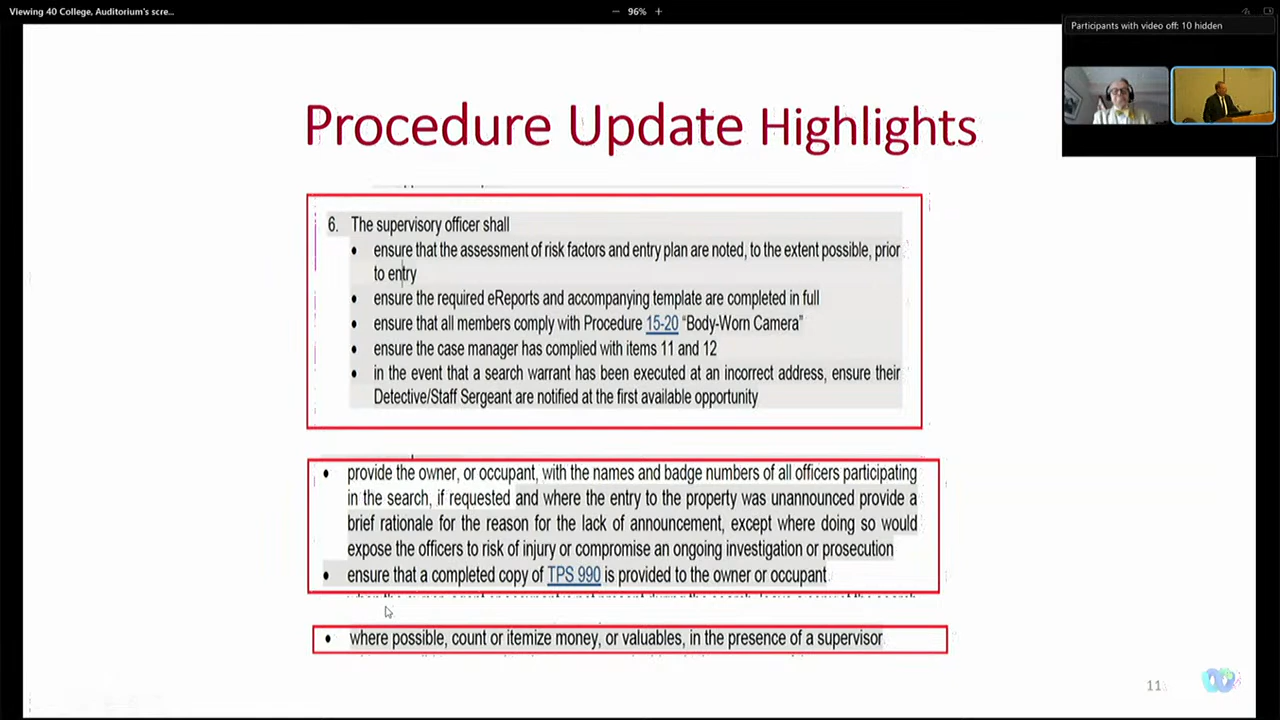 Viewing 40 College, Auditorium's scre...
96%
Participants with video off: 10 hidden
Procedure Update Highlights
6. The supervisory officer shall
• ensure that the assessment of risk factors and entry plan are noted, to the extent possible, prior
to entry
• ensure the required eReports and accompanying template are completed in full
• ensure that all members comply with Procedure 15-20 “Body-Worn Camera”
• ensure the case manager has complied with items 11 and 12
• in the event that a search warrant has been executed at an incorrect address, ensure their
Detective/Staff Sergeant are notified at the first available opportunity
• provide the owner, or occupant, with the names and badge numbers of all officers participating
in the search, if requested and where the entry to the property was unannounced provide a
brief rationale for the reason for the lack of announcement, except where doing so would
expose the officers to risk of injury or compromise an ongoing investigation or prosecution
• ensure that a completed copy of TPS 990 is provided to the owner or occupant
• where possible, count or itemize money, or valuables, in the presence of a supervisor
11